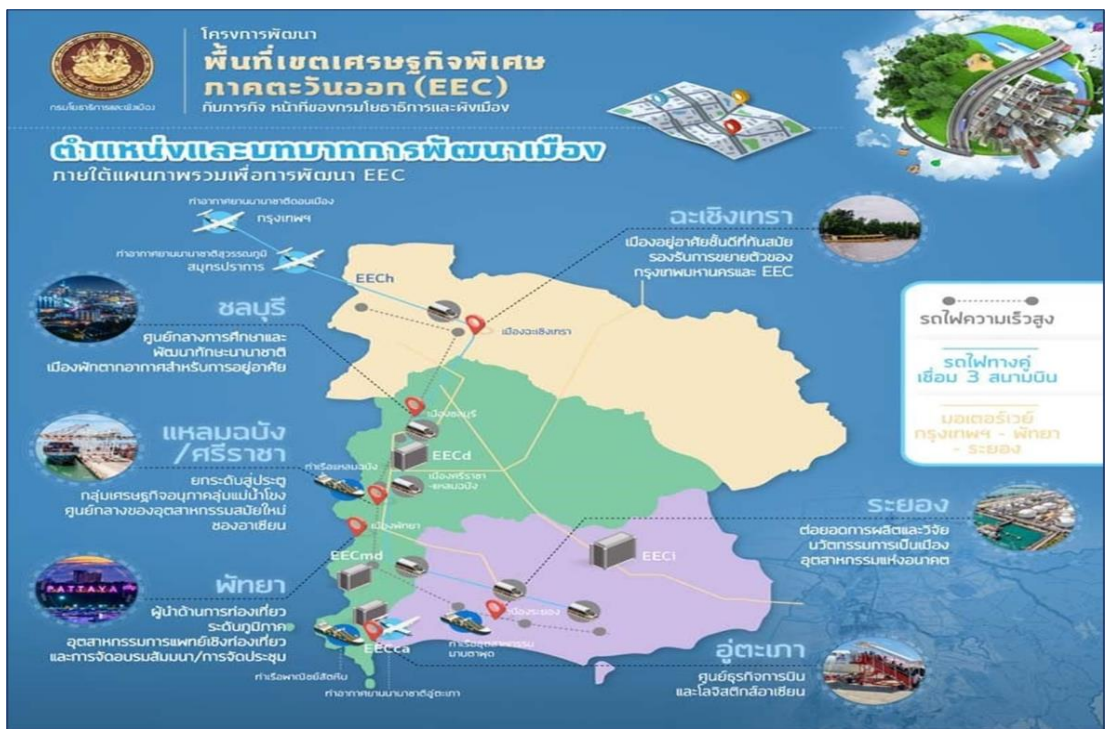 โครงการพัฒนา
พื้นที่เขตเศรษฐกิจพิเศษ
ภาคตะวันออก (EEC)
กับภารกิจ หน้าที่ของกรมโยธาธิการและผังเมือง
กรมโยธาธิการและผังเมือง
ตำแหน่งและบทบาทการพัฒนาเมือง
ภายใต้แผนภาพรวมเพื่อการพัฒนา EEC
ท่าอากาศยานนานาชาติดอนเมือง
กรุงเทพฯ
ท่าอากาศยานนานาชาติสุวรรณภูมิ
สมุทรปราการ
EECh
ฉะเชิงเทรา
เมืองอยู่อาศัยชั้นดีที่ทันสมัย
รองรับการขยายตัวของ
กรุงเทพมหานครและ EEC
เมืองฉะเชิงเทรา
รถไฟความเร็วสูง
รถไฟทางคู่
เชื่อม 3 สนามบิน
มอเตอร์เวย์
กรุงเทพฯ - พัทยา
- ระยอง
ชลบุรี
ศูนย์กลางการศึกษาและ
พัฒนาทักษะนานาชาติ
เมืองพักตากอากาศสำหรับการอยู่อาศัย
เมืองชลบุรี
EECd
แหลมฉบัง
/ศรีราชา
ยกระดับสู่ประตู
กลุ่มเศรษฐกิจอนุภาคลุ่มแม่น้ำโขง
ศูนย์กลางของอุตสาหกรรมสมัยใหม่
ของอาเซียน
ท่าเรือแหลมฉบัง
เมืองศรีราชา
-แหลมฉบัง
เมืองพัทยา
EECmd
EECi
ระยอง
ต่อยอดการผลิตและวิจัย
นวัตกรรมการเป็นเมือง
อุตสาหกรรมแห่งอนาคต
PATTAYA
พัทยา
ผู้นำด้านการท่องเที่ยว
ระดับภูมิภาค
อุตสาหกรรมการแพทย์เชิงท่องเที่ยว
และการจัดอบรมสัมมนา/การจัดประชุม
เมืองระยอง
ท่าเรืออุตสาหกรรม
มาบตาพุด
EECca
ท่าเรือพาณิชย์สัตหีบ
ท่าอากาศยานนานาชาติอู่ตะเภา
อู่ตะเภา
ศูนย์ธุรกิจการบิน
และโลจิสติกส์อาเซียน